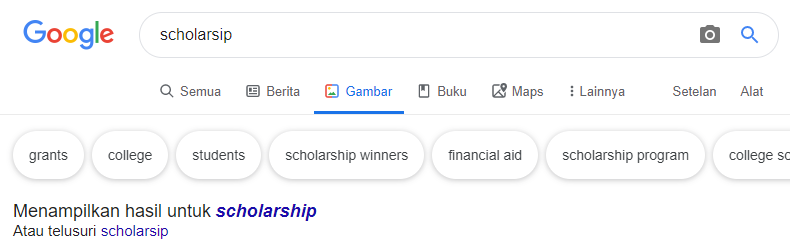 Google scholarsip
Semua Berita Gambar Buku Maps Lainnya Setelan Alat
grants college students scholarship winners financial aid scholarship program college sc
Menampilkan hasil untuk scholarship
Atau telusuri scholarsip